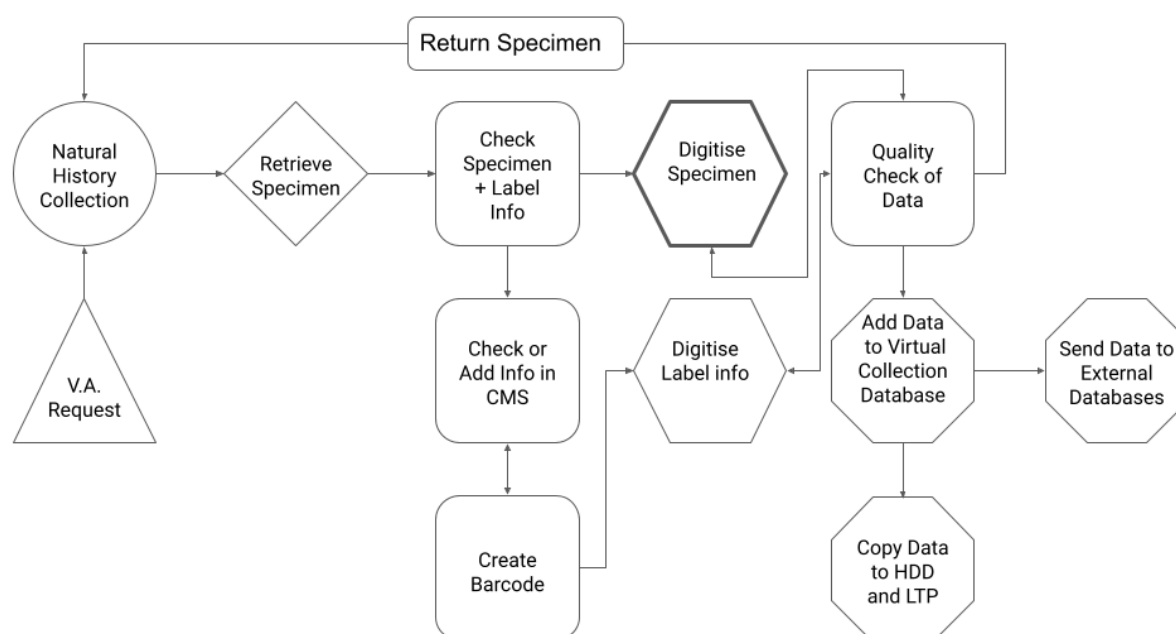 Return Specimen
Natural
History
Collection
Retrieve
Specimen
Check
Specimen
+ Label
Info
Digitise
Specimen
Quality
Check of
Data
V.A.
Request
Check or
Add Info in
CMS
Digitise
Label info
Add Data
to Virtual
Collection
Database
Send Data to
External
Databases
Create
Barcode
Copy Data
to HDD
and LTP